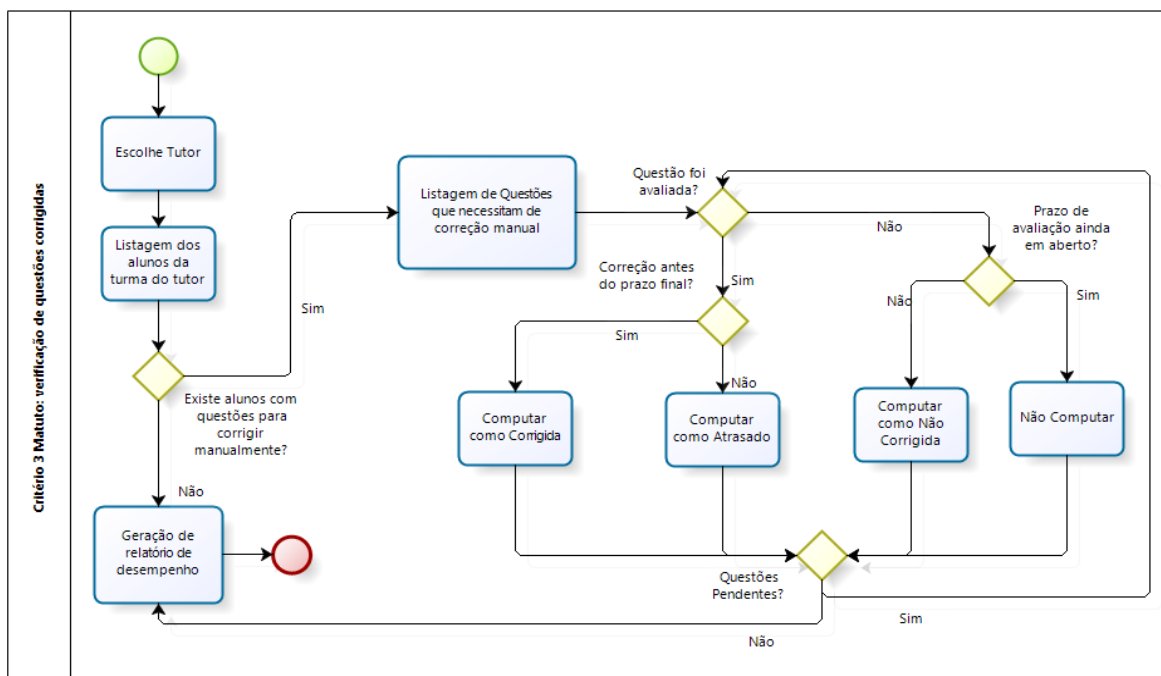 Critério 3 Matuto: verificação de questões corrigidas
Escolhe Tutor
Listagem dos
alunos da
turma do tutor
Existe alunos com
questões para
corrigir
manualmente?
Sim
Não
Geração de
relatório de
desempenho
Listagem de Questões
que necessitam de
correção manual
Questão foi
avaliada?
Não
Prazo de
avaliação ainda
em aberto?
Correção antes
do prazo final?
Sim
Sim
Não
Não
Sim
Computar
como Corrigida
Computar
como Atrasado
Computar
como Não
Corrigida
Não Computar
Questões
Pendentes?
Sim
Não